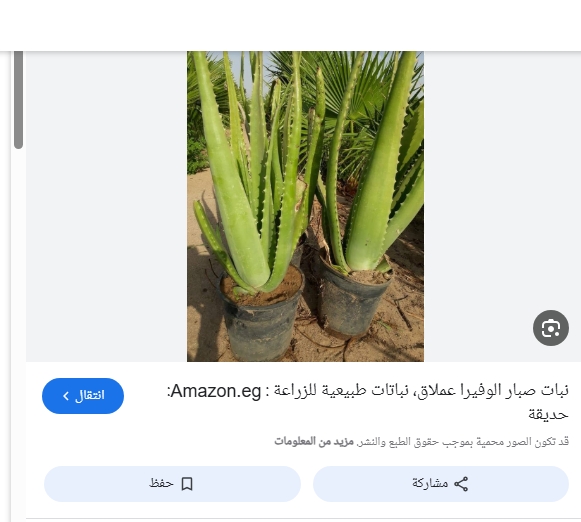 نبات صبار الوفيرا عملاق، نباتات طبيعية للزراعة : Amazon.eg:
حديقة
انتقال
قد تكون الصور محمية بموجب حقوق الطبع والنشر. مزيد من المعلومات
مشاركة
حفظ